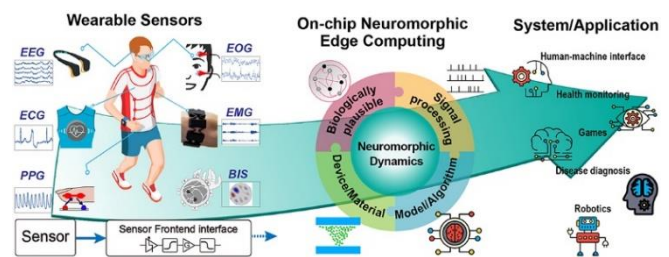 Wearable Sensors
On-chip Neuromorphic
Edge Computing
System/Application
EEG
EOG
ECG
EMG
PPG
BIS
Sensor
Sensor Frontend interface
Biologically
plausible
Signal
processing
Neuromorphic
Dynamics
Device/Material
Model/Algorithm
Human-machine interface
Health monitoring
Games
Disease diagnosis
Robotics